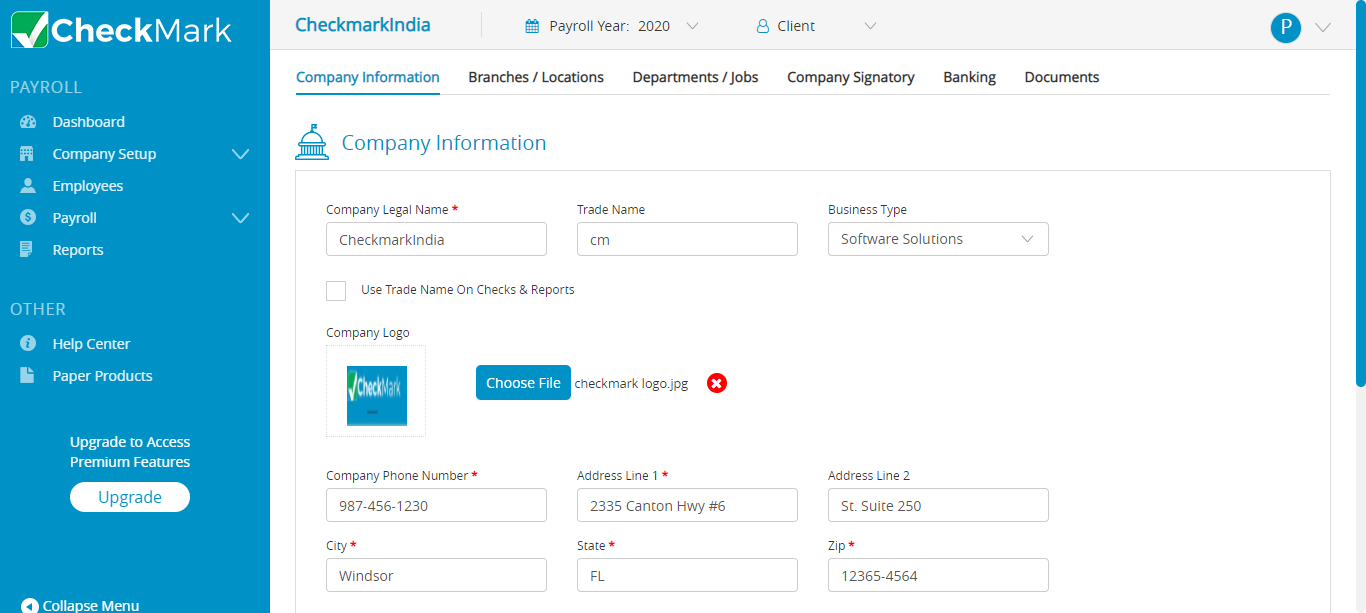 CheckMark
CheckmarkIndia
Payroll Year: 2020
Client
P
PAYROLL
Dashboard
Company Setup
Employees
Payroll
Reports
OTHER
Help Center
Paper Products
Upgrade to Access
Premium Features
Upgrade
Collapse Menu
Company Information
Branches / Locations
Departments / Jobs
Company Signatory
Banking
Documents
Company Information
Company Legal Name *
Trade Name
Business Type
CheckmarkIndia
cm
Software Solutions
Use Trade Name On Checks & Reports
Company Logo
CheckMark
Choose File
checkmark logo.jpg
Company Phone Number *
Address Line 1 *
Address Line 2
987-456-1230
2335 Canton Hwy #6
St. Suite 250
City *
State *
Zip *
Windsor
FL
12365-4564